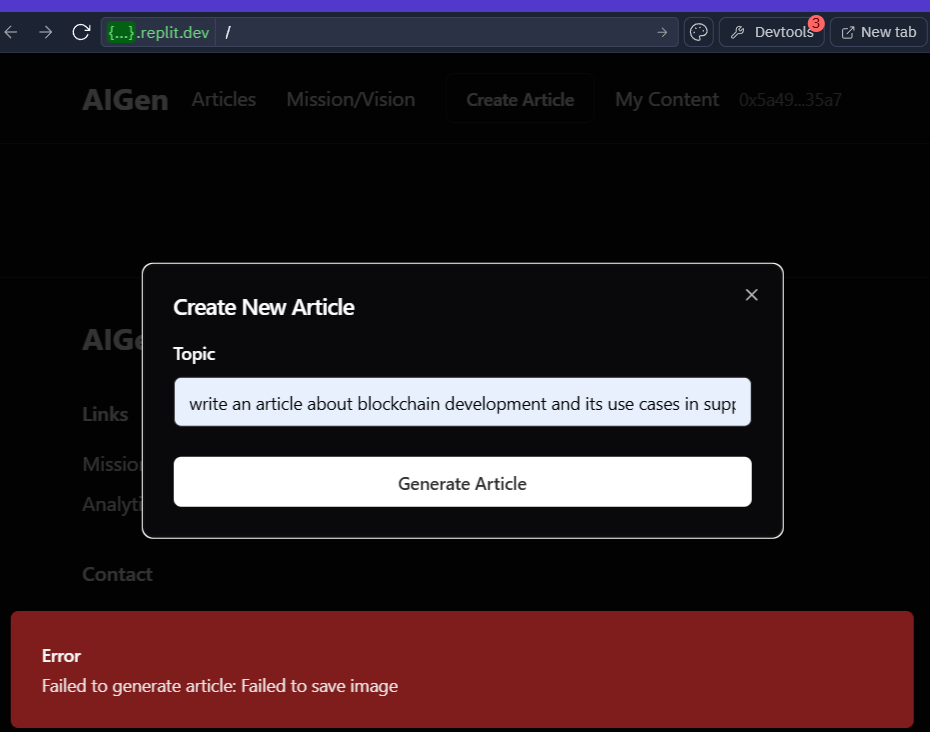 {...}.replit.dev /
Devtools 3
New tab
AIGen Articles Mission/Vision Create Article My Content 0x5a49...35a7
Create New Article
Topic
write an article about blockchain development and its use cases in supp
Generate Article
AIGe
Links
Mission
Analyti
Contact
Error
Failed to generate article: Failed to save image